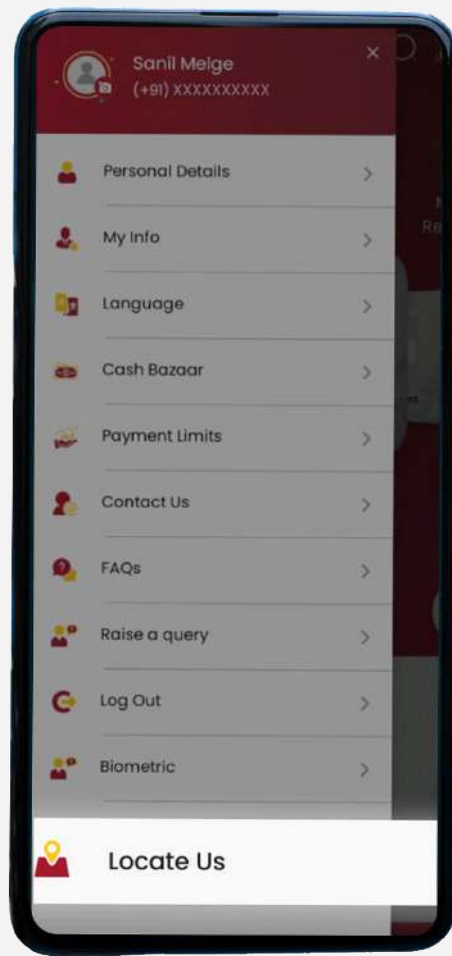 Sanil Melge
(+91) XXXXXXXXXX
Personal Details
My Info
Language
Cash Bazaar
Payment Limits
Contact Us
FAQs
Raise a query
Log Out
Biometric
Locate Us
Re